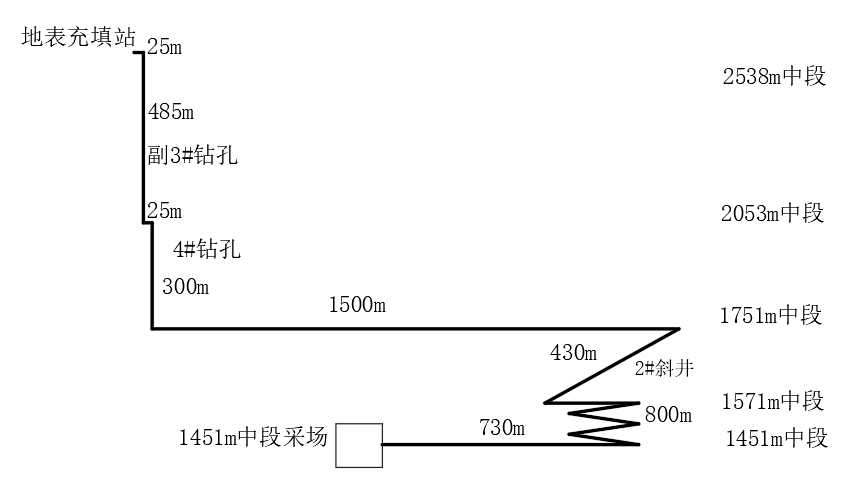 地表充填站
25m
2538m中段
485m
副3#钻孔
25m
2053m中段
4#钻孔
300m
1500m
1751m中段
430m
2#斜井
1571m中段
800m
730m
1451m中段采场
1451m中段